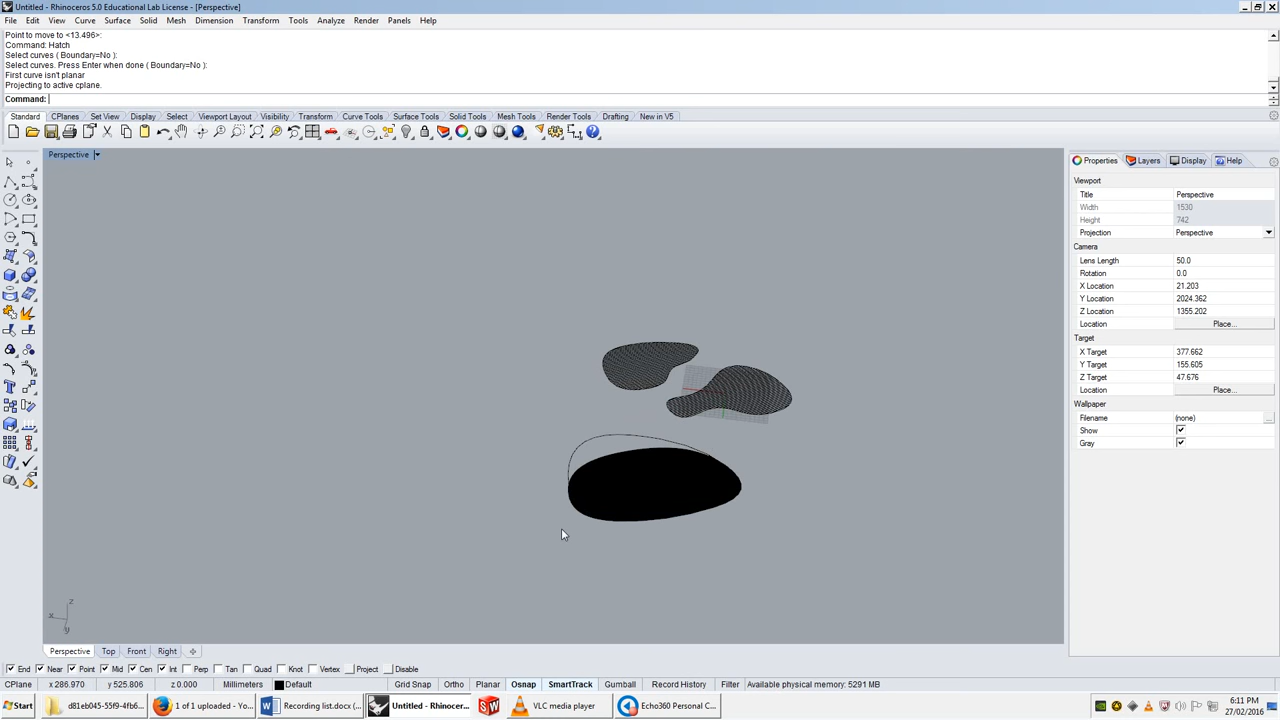 Untitled - Rhinoceros 5.0 Educational Lab License - [Perspective]
File Edit View Curve Surface Solid Mesh Dimension Transform Tools Analyze Render Panels Help
Point to move to <13.496>:
Command: Hatch
Select curves ( Boundary=No ):
Select curves. Press Enter when done ( Boundary=No ):
First curve isn't planar
Projecting to active cplane.
Command:
Standard CPlanes Set View Display Select Viewport Layout Visibility Transform Curve Tools Surface Tools Solid Tools Mesh Tools Render Tools Drafting New in V5
Perspective
Properties Layers Display Help
Viewport
Title Perspective
Width 1530
Height 742
Projection Perspective
Camera
Lens Length 50.0
Rotation 0.0
X Location 21.203
Y Location 2024.362
Z Location 1355.202
Location Place...
Target
X Target 377.662
Y Target 155.605
Z Target 47.676
Location Place...
Wallpaper
Filename (none) ...
Show
Gray
z
x
y
Perspective Top Front Right
End Near Point Mid Cen Int Perp Tan Quad Knot Vertex Project Disable
CPlane x 286.970 y 525.806 z 0.000 Millimeters Default Grid Snap Ortho Planar Osnap SmartTrack Gumball Record History Filter Available physical memory: 5291 MB
Start d81eb045-55f9-4fb6... 1 of 1 uploaded - Yo... Recording list.docx (... Untitled - Rhinocer... VLC media player Echo360 Personal C... 6:11 PM
27/02/2016